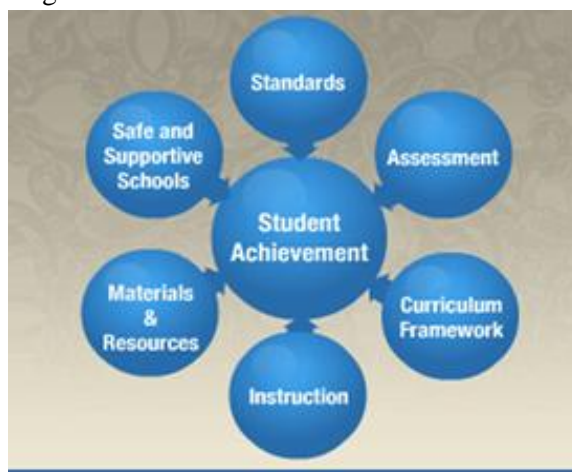 Standards
Assessment
Curriculum
Framework
Instruction
Materials
&
Resources
Safe and
Supportive
Schools
Student
Achievement